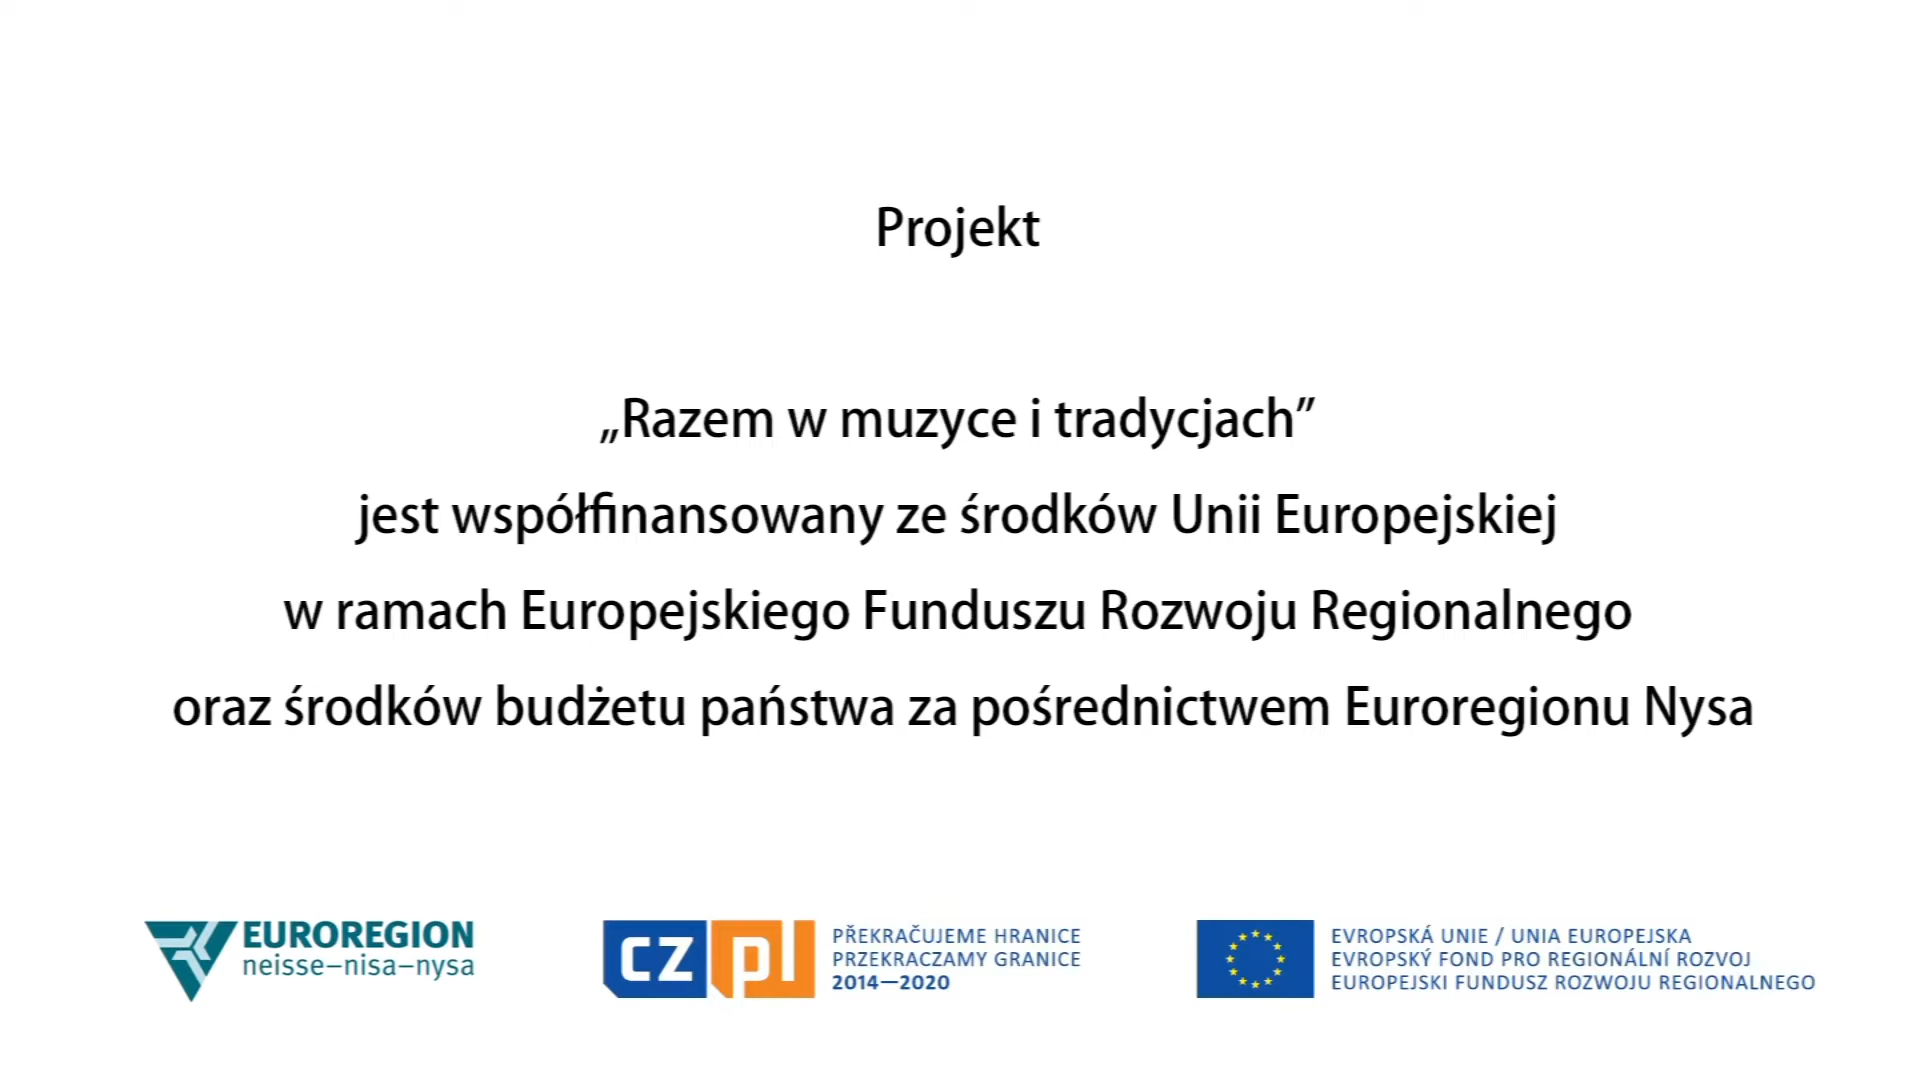 Projekt
„Razem w muzyce i tradycjach”
jest współfinansowany ze środków Unii Europejskiej
w ramach Europejskiego Funduszu Rozwoju Regionalnego
oraz środków budżetu państwa za pośrednictwem Euroregionu Nysa
EUROREGION
neisse–nisa–nysa
cz pl
PŘEKRAČUJEME HRANICE
PRZEKRACZAMY GRANICE
2014—2020
EVROPSKÁ UNIE / UNIA EUROPEJSKA
EVROPSKÝ FOND PRO REGIONÁLNÍ ROZVOJ
EUROPEJSKI FUNDUSZ ROZWOJU REGIONALNEGO